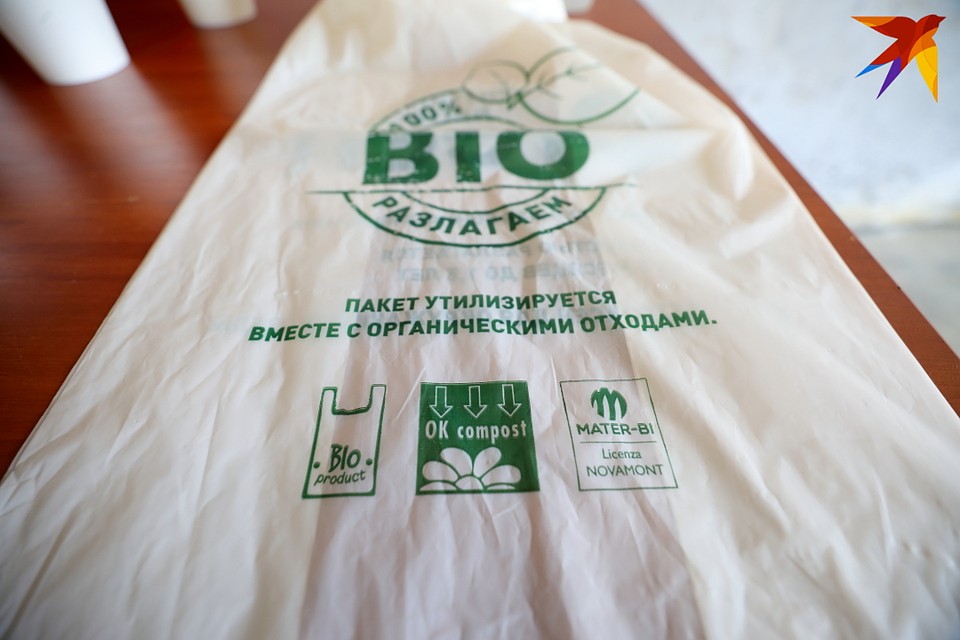 100%
BIO
РАЗЛАГАЕМ
ПАКЕТ УТИЛИЗИРУЕТСЯ
ВМЕСТЕ С ОРГАНИЧЕСКИМИ ОТХОДАМИ.
BIO
product
OK compost
MATER-BI
Licenza
NOVAMONT